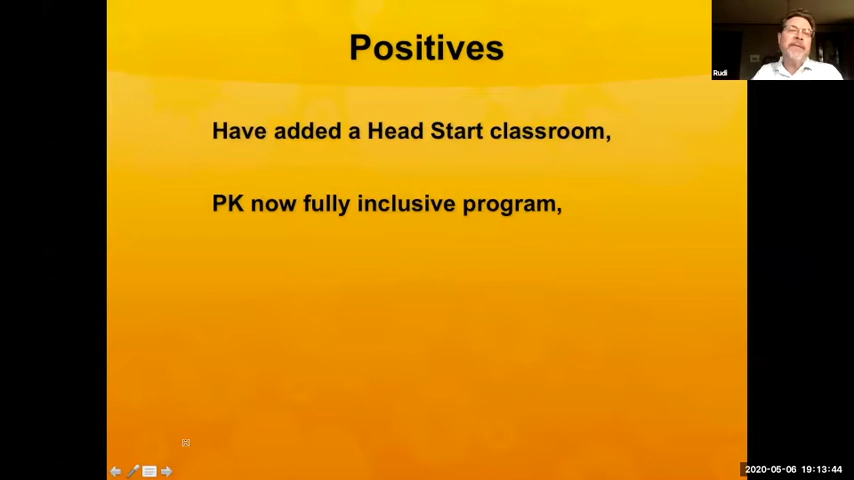 Positives
Rudi
Have added a Head Start classroom,
PK now fully inclusive program,
2020-05-06 19:13:44